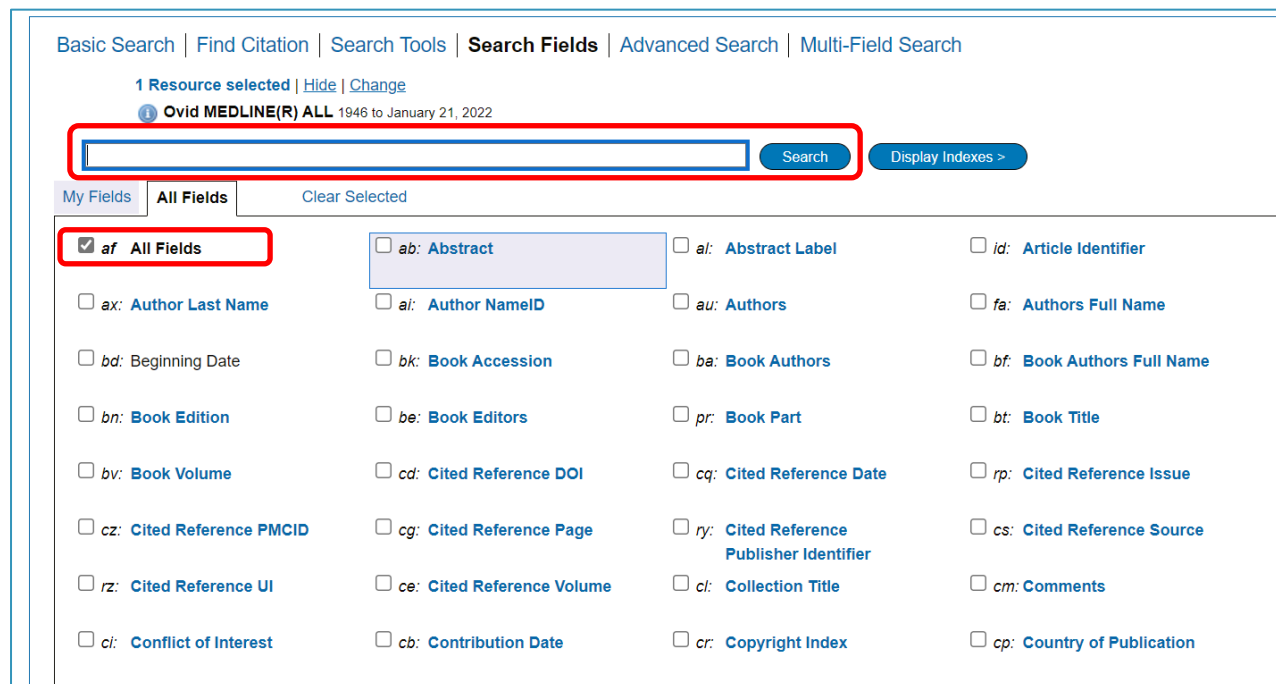 Basic Search | Find Citation | Search Tools | Search Fields | Advanced Search | Multi-Field Search
1 Resource selected | Hide | Change
Ovid MEDLINE(R) ALL 1946 to January 21, 2022
Search Display Indexes >
My Fields All Fields Clear Selected
af All Fields ab: Abstract al: Abstract Label id: Article Identifier
ax: Author Last Name ai: Author NameID au: Authors fa: Authors Full Name
bd: Beginning Date bk: Book Accession ba: Book Authors bf: Book Authors Full Name
bn: Book Edition be: Book Editors pr: Book Part bt: Book Title
bv: Book Volume cd: Cited Reference DOI cq: Cited Reference Date rp: Cited Reference Issue
cz: Cited Reference PMCID cg: Cited Reference Page ry: Cited Reference cs: Cited Reference Source
Publisher Identifier
rz: Cited Reference UI ce: Cited Reference Volume cl: Collection Title cm: Comments
ci: Conflict of Interest cb: Contribution Date cr: Copyright Index cp: Country of Publication